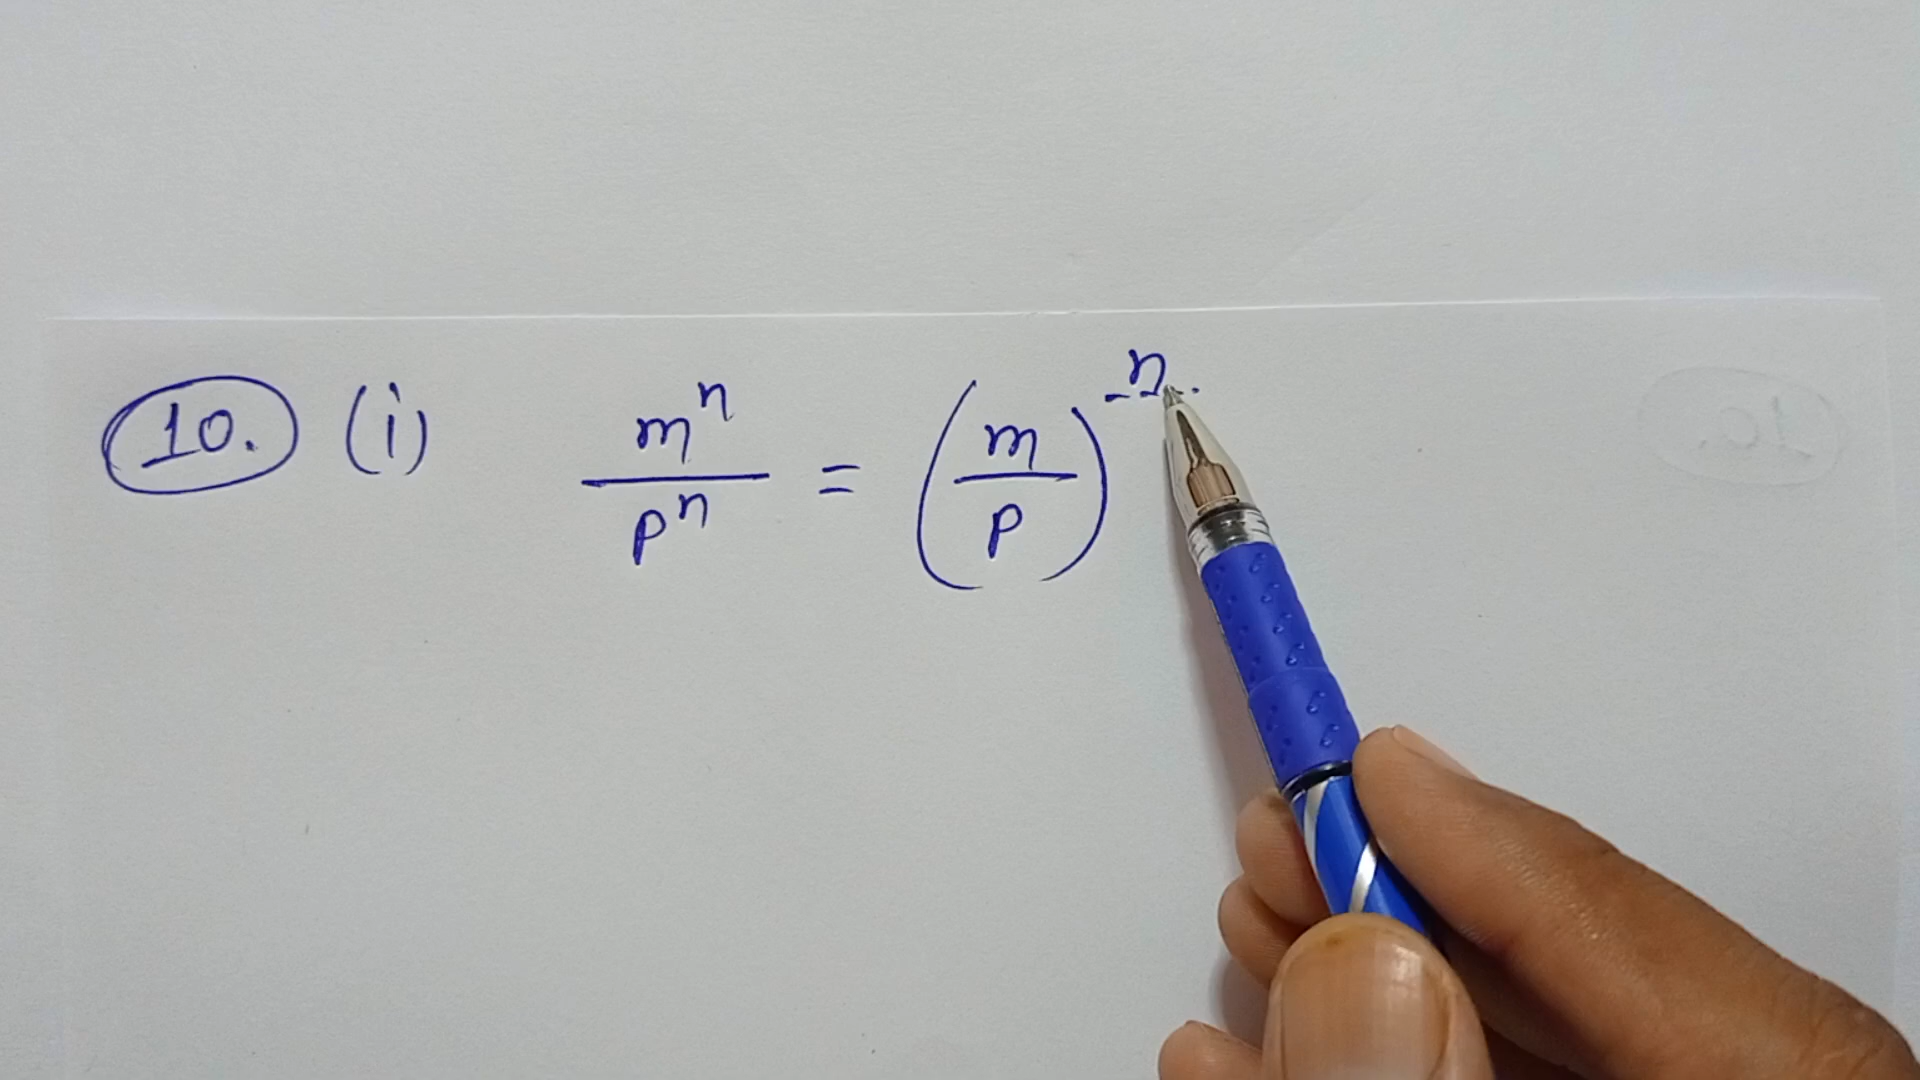 10. (i) m^n / p^n = (m/p)^n.